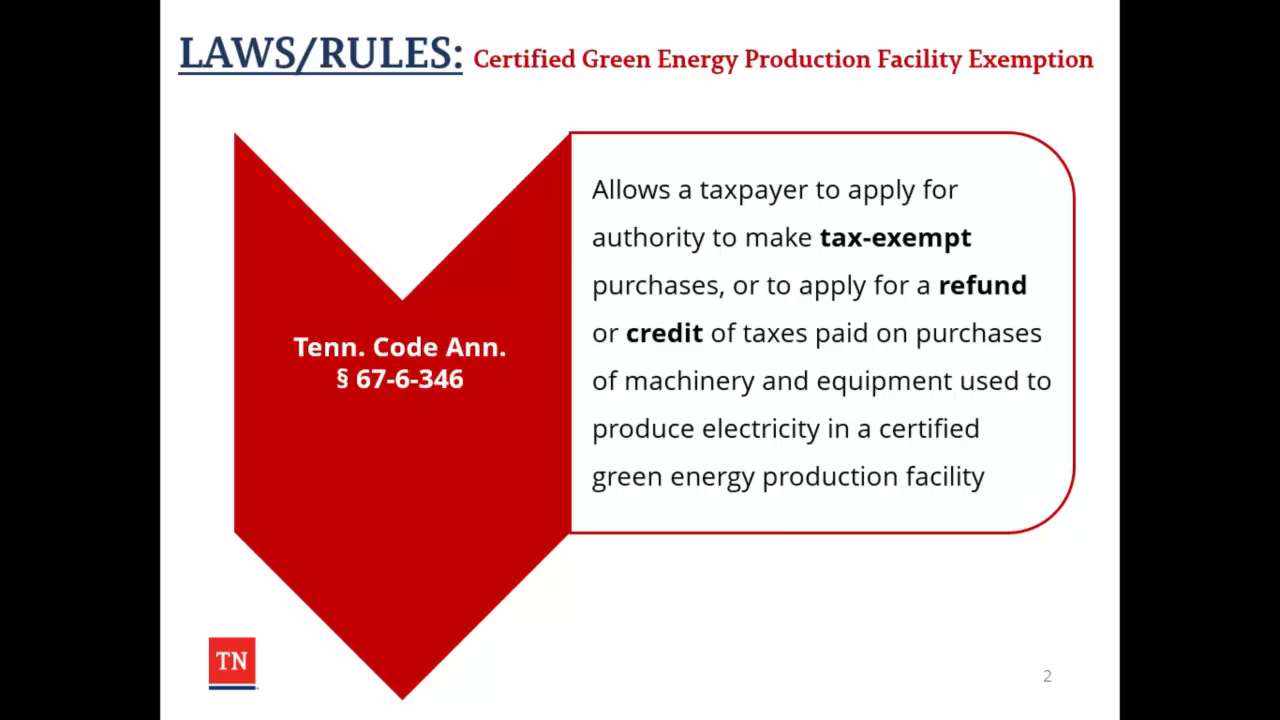 LAWS/RULES: Certified Green Energy Production Facility Exemption
Tenn. Code Ann.
§ 67-6-346
Allows a taxpayer to apply for
authority to make tax-exempt
purchases, or to apply for a refund
or credit of taxes paid on purchases
of machinery and equipment used to
produce electricity in a certified
green energy production facility
TN
2